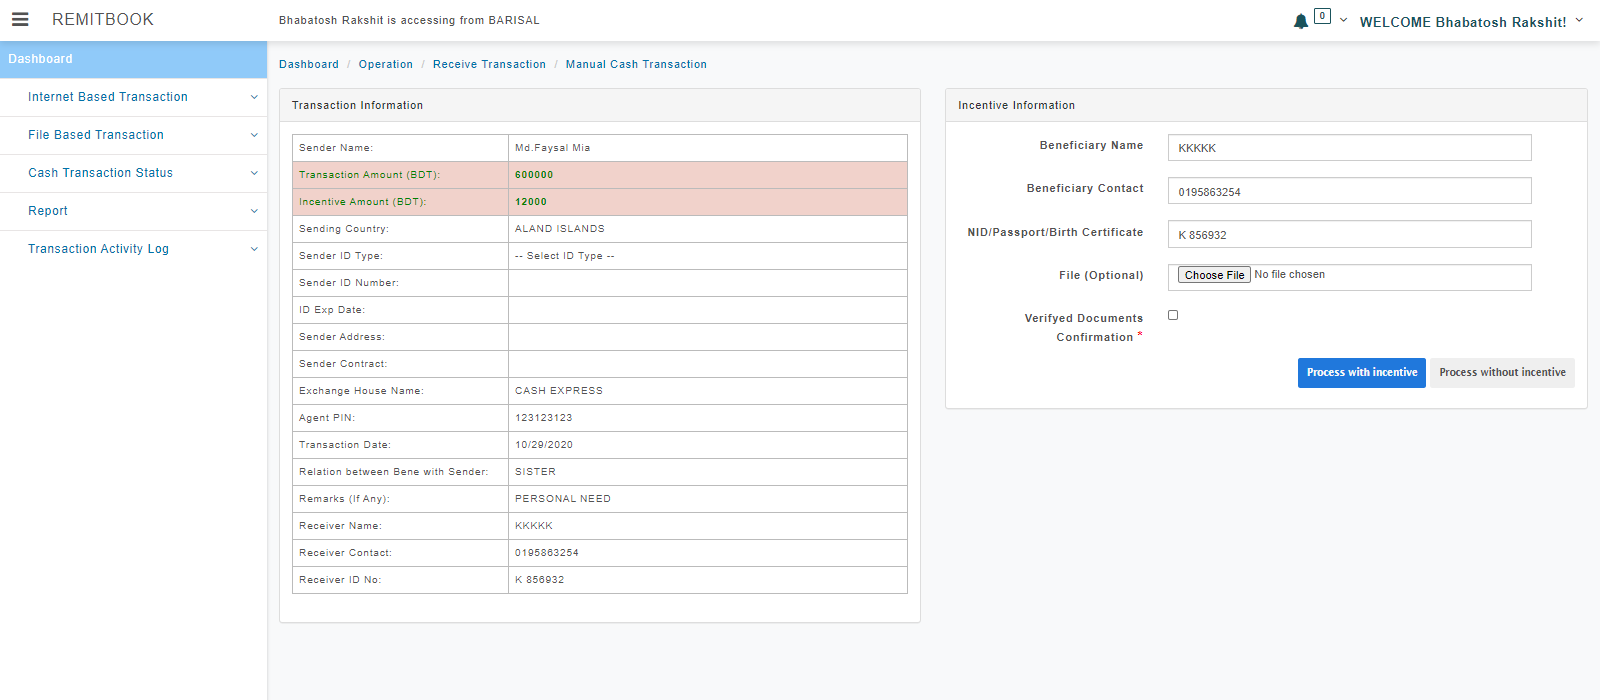 REMITBOOK
Bhabatosh Rakshit is accessing from BARISAL
0
WELCOME Bhabatosh Rakshit!
Dashboard
Internet Based Transaction
File Based Transaction
Cash Transaction Status
Report
Transaction Activity Log
Dashboard / Operation / Receive Transaction / Manual Cash Transaction
Transaction Information
Sender Name: Md.Faysal Mia
Transaction Amount (BDT): 600000
Incentive Amount (BDT): 12000
Sending Country: ALAND ISLANDS
Sender ID Type: -- Select ID Type --
Sender ID Number:
ID Exp Date:
Sender Address:
Sender Contract:
Exchange House Name: CASH EXPRESS
Agent PIN: 123123123
Transaction Date: 10/29/2020
Relation between Bene with Sender: SISTER
Remarks (If Any): PERSONAL NEED
Receiver Name: KKKKK
Receiver Contact: 0195863254
Receiver ID No: K 856932
Incentive Information
Beneficiary Name KKKKK
Beneficiary Contact 0195863254
NID/Passport/Birth Certificate K 856932
File (Optional) Choose File No file chosen
Verifyed Documents
Confirmation *
Process with incentive Process without incentive